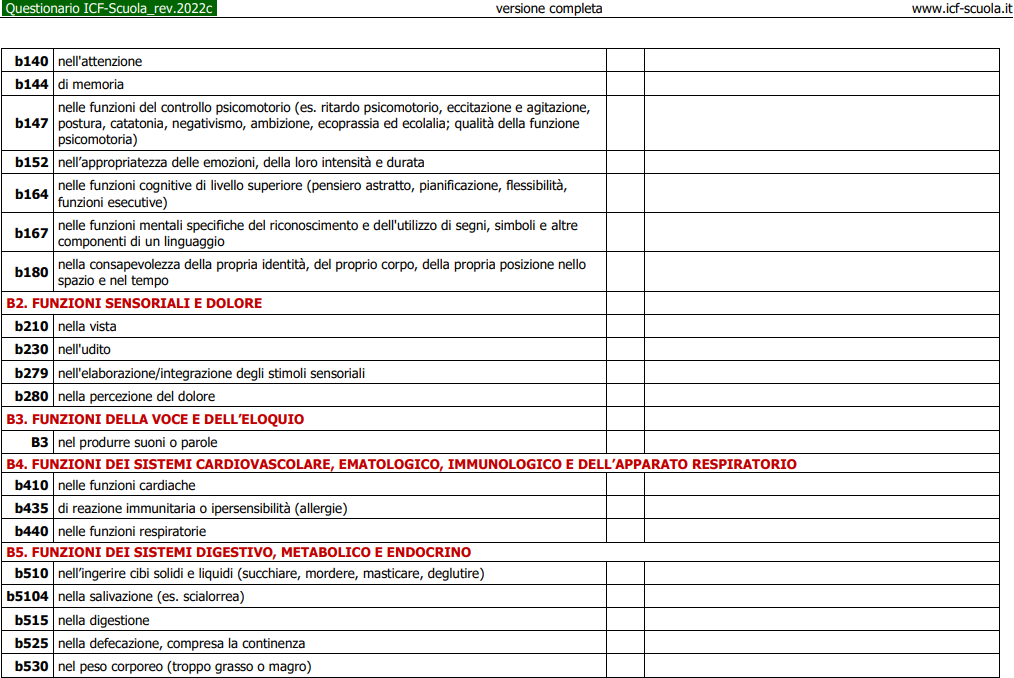 Questionario ICF-Scuola_rev.2022c versione completa www.icf-scuola.it
b140 nell'attenzione
b144 di memoria
nelle funzioni del controllo psicomotorio (es. ritardo psicomotorio, eccitazione e agitazione,
b147 postura, catatonia, negativismo, ambizione, ecoprassia ed ecolalia; qualità della funzione
psicomotoria)
b152 nell’appropriatezza delle emozioni, della loro intensità e durata
b164 nelle funzioni cognitive di livello superiore (pensiero astratto, pianificazione, flessibilità,
funzioni esecutive)
b167 nelle funzioni mentali specifiche del riconoscimento e dell'utilizzo di segni, simboli e altre
componenti di un linguaggio
b180 nella consapevolezza della propria identità, del proprio corpo, della propria posizione nello
spazio e nel tempo
B2. FUNZIONI SENSORIALI E DOLORE
b210 nella vista
b230 nell'udito
b279 nell'elaborazione/integrazione degli stimoli sensoriali
b280 nella percezione del dolore
B3. FUNZIONI DELLA VOCE E DELL’ELOQUIO
B3 nel produrre suoni o parole
B4. FUNZIONI DEI SISTEMI CARDIOVASCOLARE, EMATOLOGICO, IMMUNOLOGICO E DELL’APPARATO RESPIRATORIO
b410 nelle funzioni cardiache
b435 di reazione immunitaria o ipersensibilità (allergie)
b440 nelle funzioni respiratorie
B5. FUNZIONI DEI SISTEMI DIGESTIVO, METABOLICO E ENDOCRINO
b510 nell’ingerire cibi solidi e liquidi (succhiare, mordere, masticare, deglutire)
b5104 nella salivazione (es. scialorrea)
b515 nella digestione
b525 nella defecazione, compresa la continenza
b530 nel peso corporeo (troppo grasso o magro)